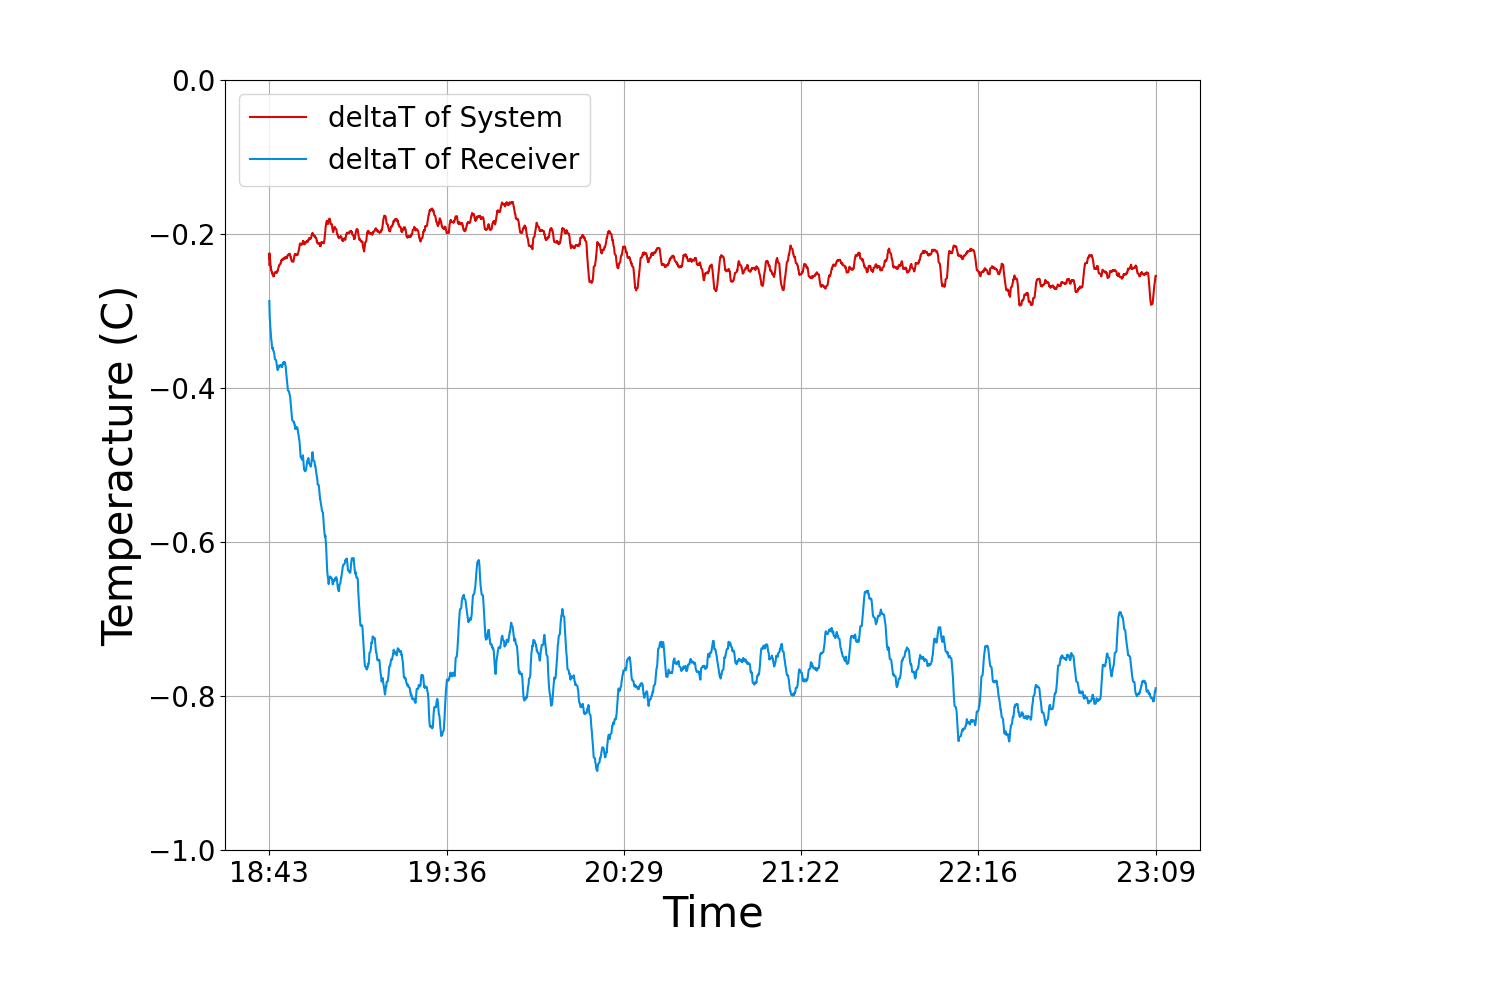 0.0
deltaT of System
deltaT of Receiver
−0.2
−0.4
−0.6
−0.8
−1.0
Temperacture (C)
18:43 19:36 20:29 21:22 22:16 23:09
Time